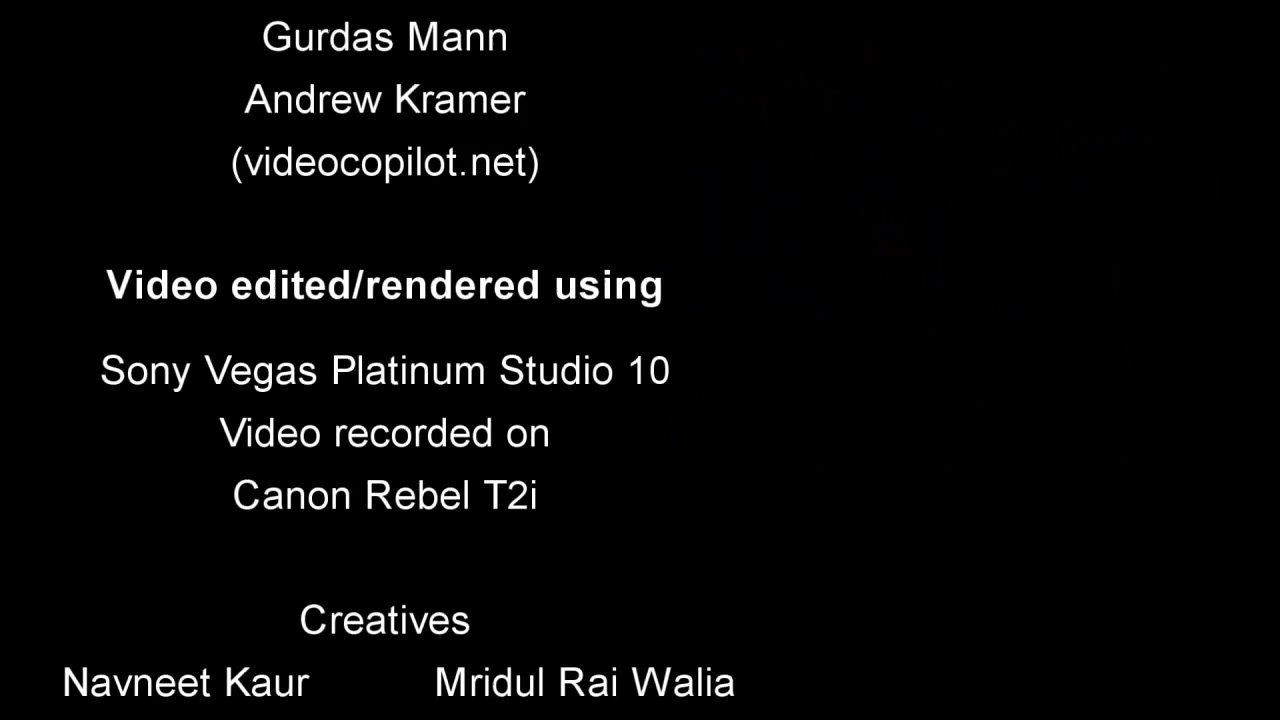 Gurdas Mann
Andrew Kramer
(videocopilot.net)
Video edited/rendered using
Sony Vegas Platinum Studio 10
Video recorded on
Canon Rebel T2i
Creatives
Navneet Kaur Mridul Rai Walia